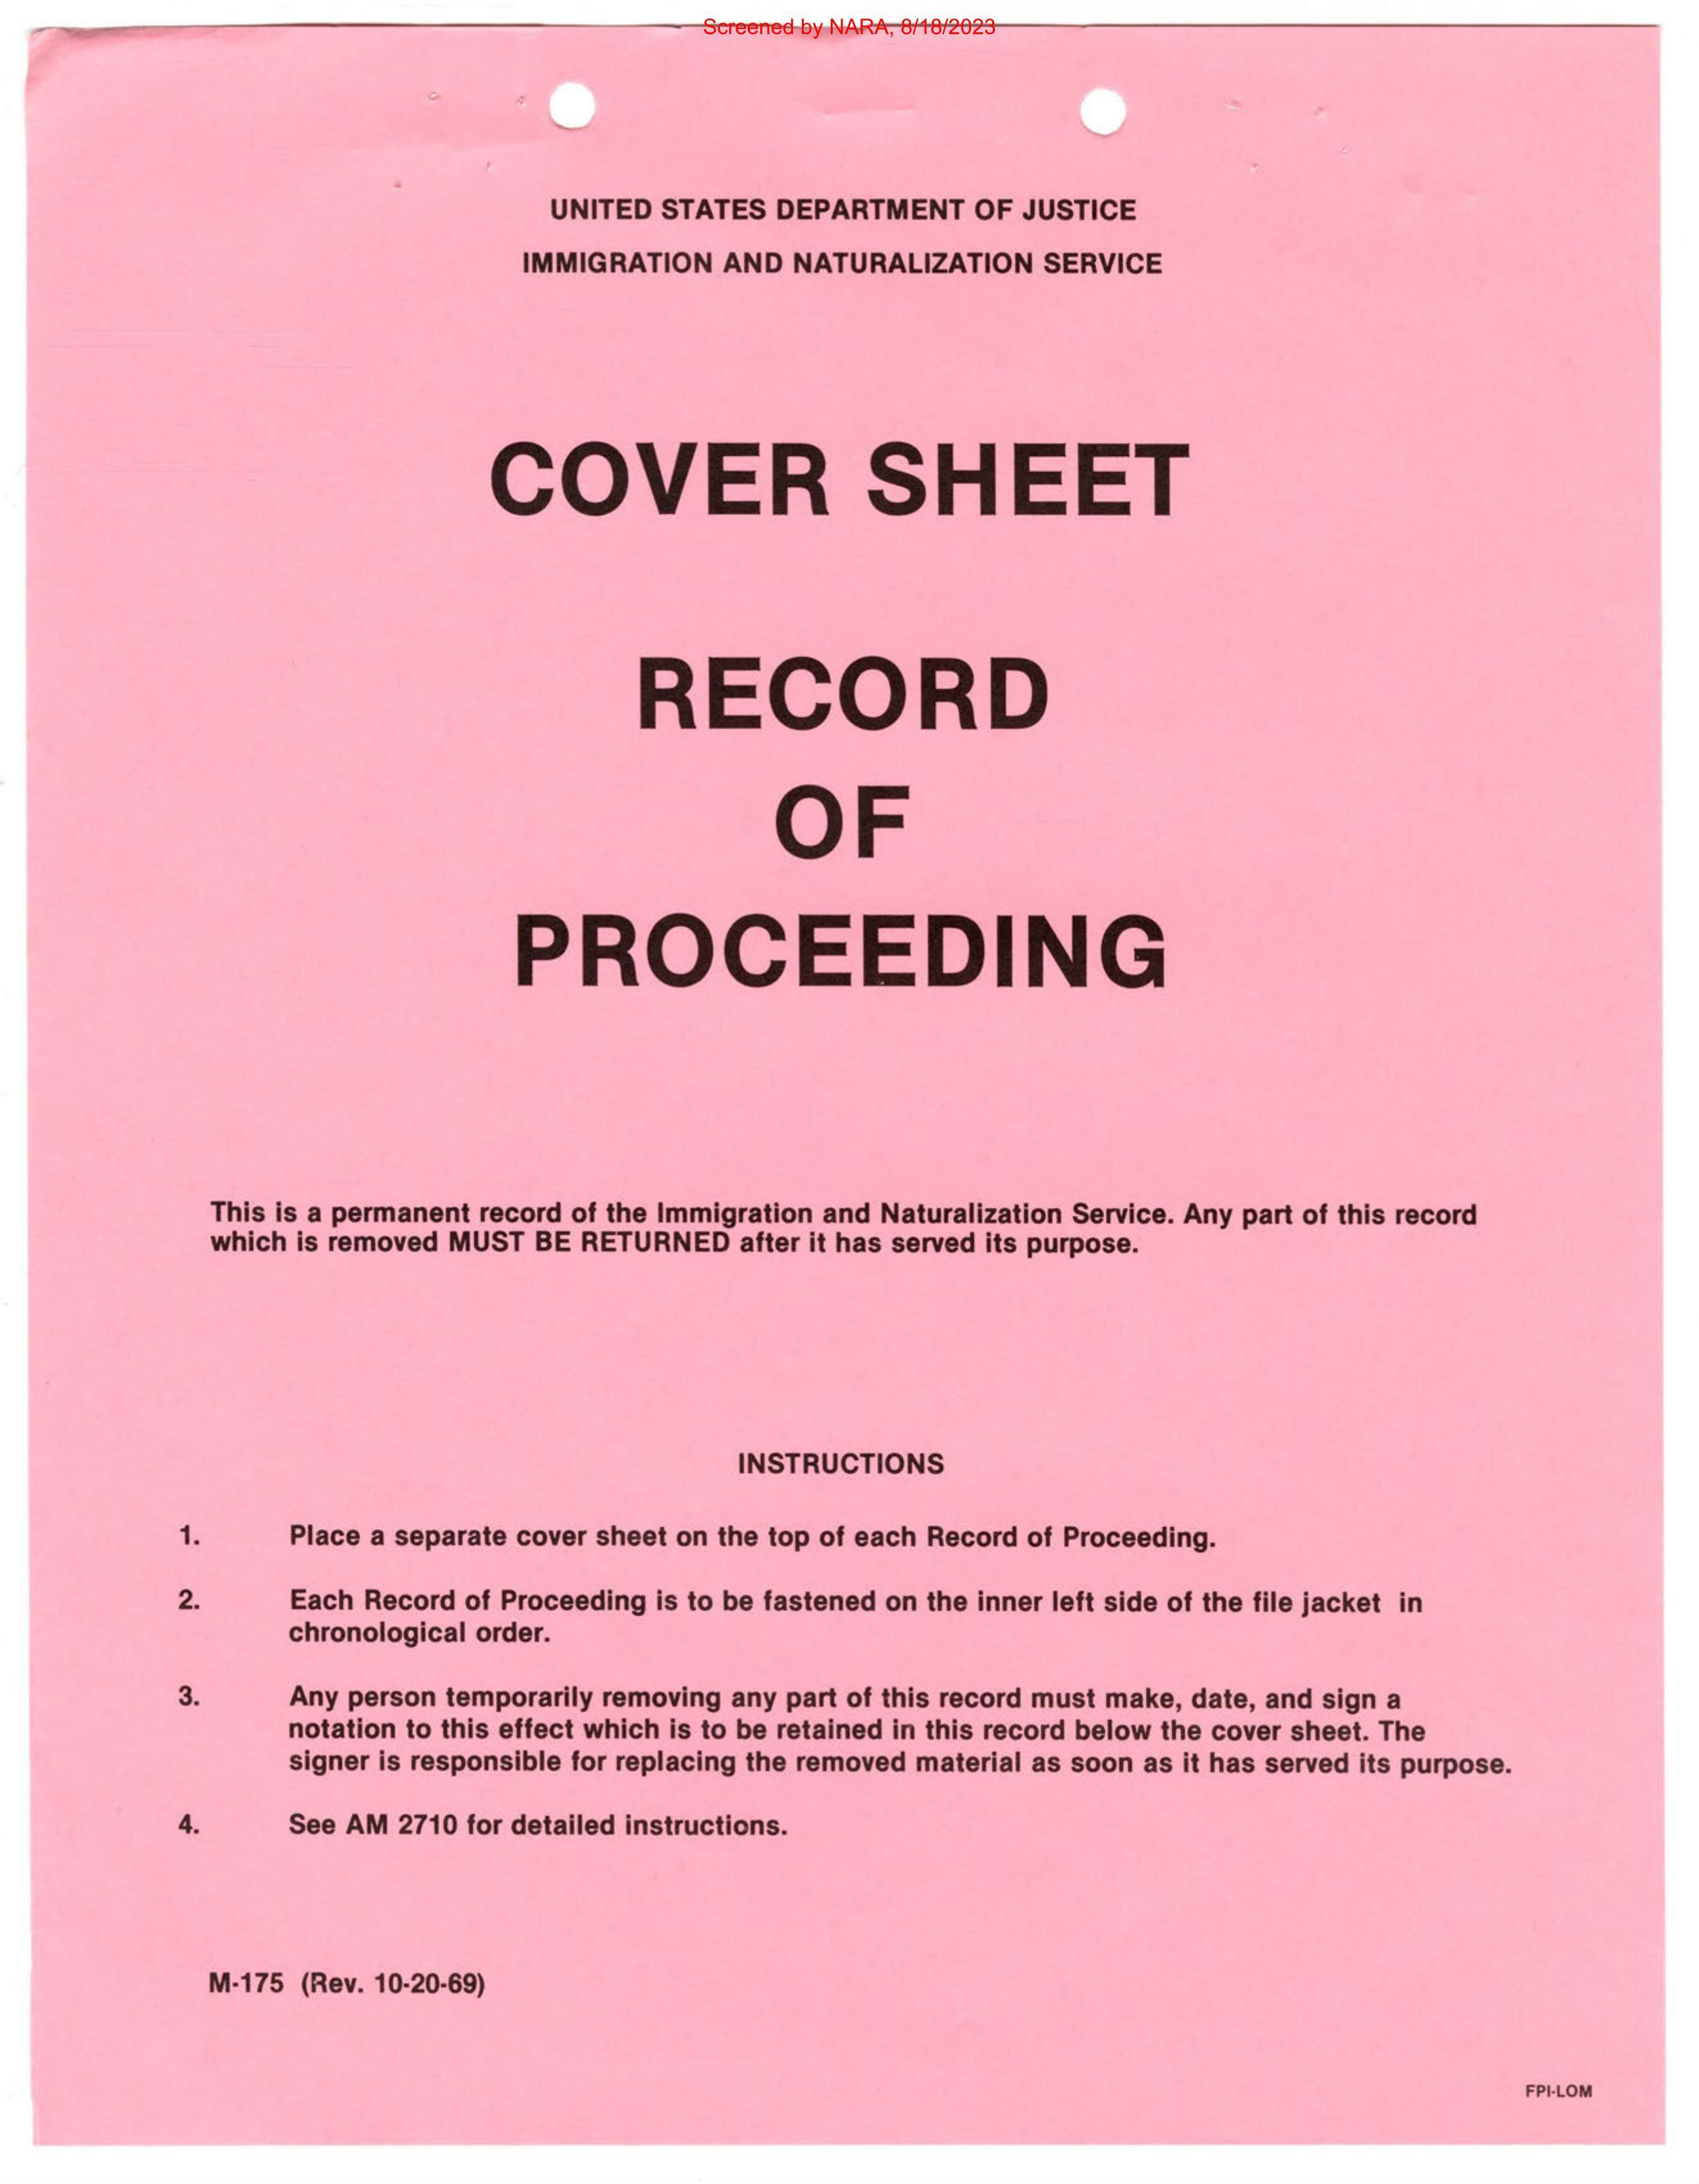 Screened by NARA, 8/18/2023
UNITED STATES DEPARTMENT OF JUSTICE
IMMIGRATION AND NATURALIZATION SERVICE
COVER SHEET
RECORD
OF
PROCEEDING
This is a permanent record of the Immigration and Naturalization Service. Any part of this record
which is removed MUST BE RETURNED after it has served its purpose.
INSTRUCTIONS
1. Place a separate cover sheet on the top of each Record of Proceeding.
2. Each Record of Proceeding is to be fastened on the inner left side of the file jacket in
chronological order.
3. Any person temporarily removing any part of this record must make, date, and sign a
notation to this effect which is to be retained in this record below the cover sheet. The
signer is responsible for replacing the removed material as soon as it has served its purpose.
4. See AM 2710 for detailed instructions.
M-175 (Rev. 10-20-69)
FPI-LOM